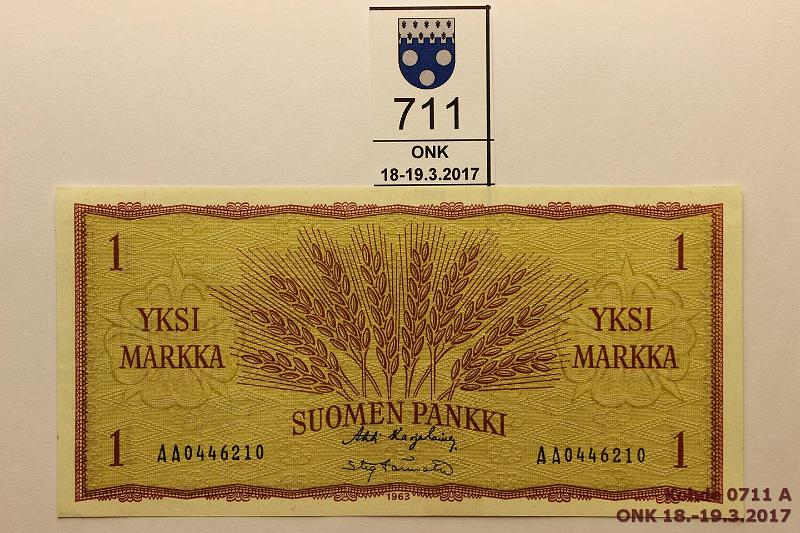 711
ONK
18-19.3.2017
1 1
YKSI YKSI
MARKKA MARKKA
SUOMEN PANKKI
1 1
AA0446210 AA0446210
1963
Kohde 0711 A
ONK 18.-19.3.2017